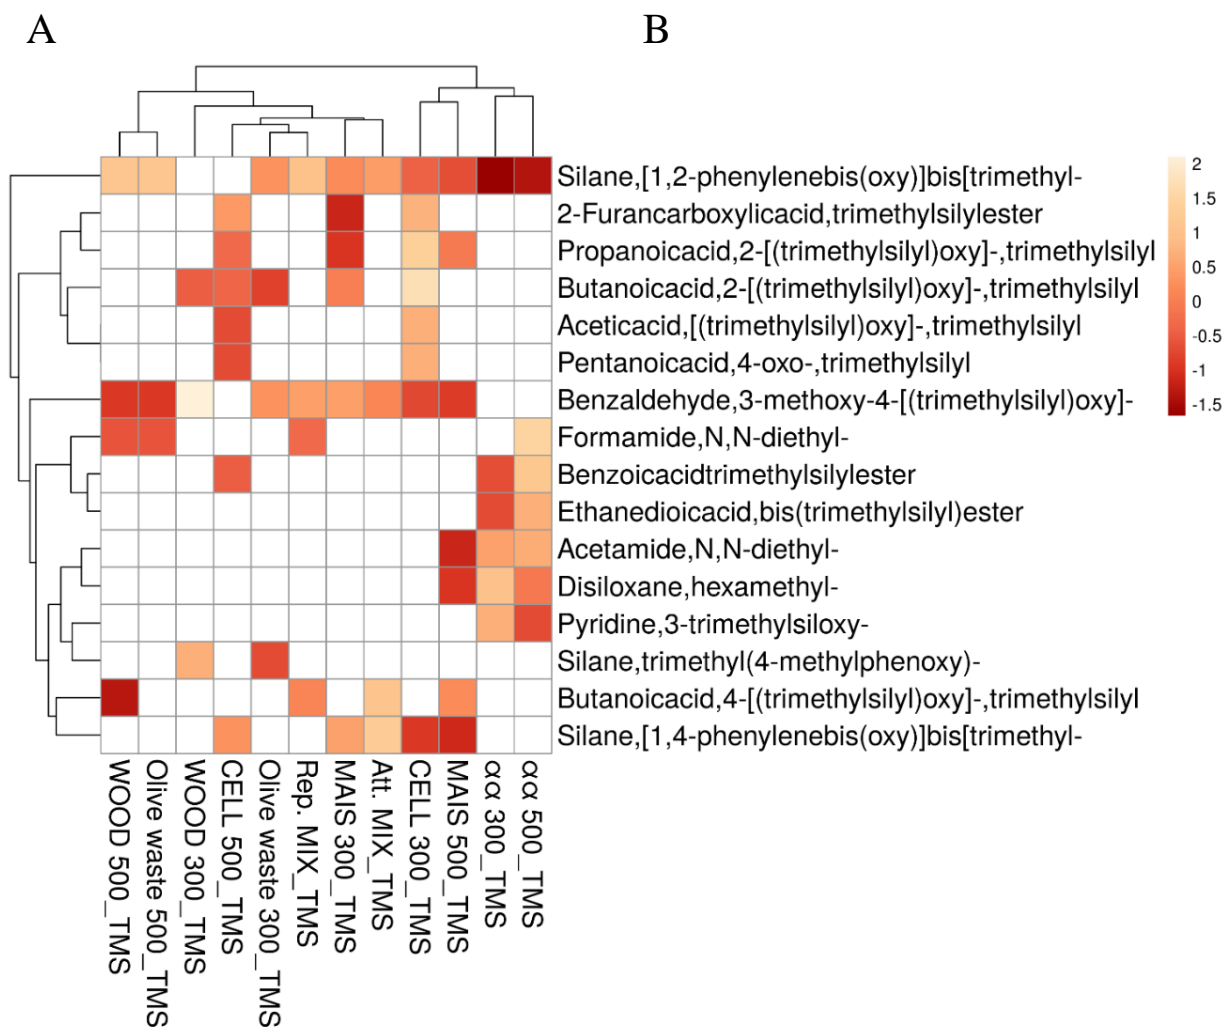 A
B
Silane,[1,2-phenylenebis(oxy)]bis[trimethyl-
2-Furancarboxylicacid,trimethylsilylester
Propanoicacid,2-[(trimethylsilyl)oxy]-,trimethylsilyl
Butanoicacid,2-[(trimethylsilyl)oxy]-,trimethylsilyl
Aceticacid,[(trimethylsilyl)oxy]-,trimethylsilyl
Pentanoicacid,4-oxo-,trimethylsilyl
Benzaldehyde,3-methoxy-4-[(trimethylsilyl)oxy]-
Formamide,N,N-diethyl-
Benzoicacidtrimethylsilylester
Ethanedioicacid,bis(trimethylsilyl)ester
Acetamide,N,N-diethyl-
Disiloxane,hexamethyl-
Pyridine,3-trimethylsiloxy-
Silane,trimethyl(4-methylphenoxy)-
Butanoicacid,4-[(trimethylsilyl)oxy]-,trimethylsilyl
Silane,[1,4-phenylenebis(oxy)]bis[trimethyl-
2
1.5
1
0.5
0
-0.5
-1
-1.5
WOOD 500_TMS
Olive waste 500_TMS
WOOD 300_TMS
CELL 500_TMS
Olive waste 300_TMS
Rep. MIX_TMS
MAIS 300_TMS
Att. MIX_TMS
CELL 300_TMS
MAIS 500_TMS
αα 300_TMS
αα 500_TMS